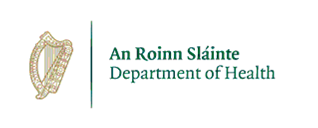 An Roinn Sláinte
Department of Health